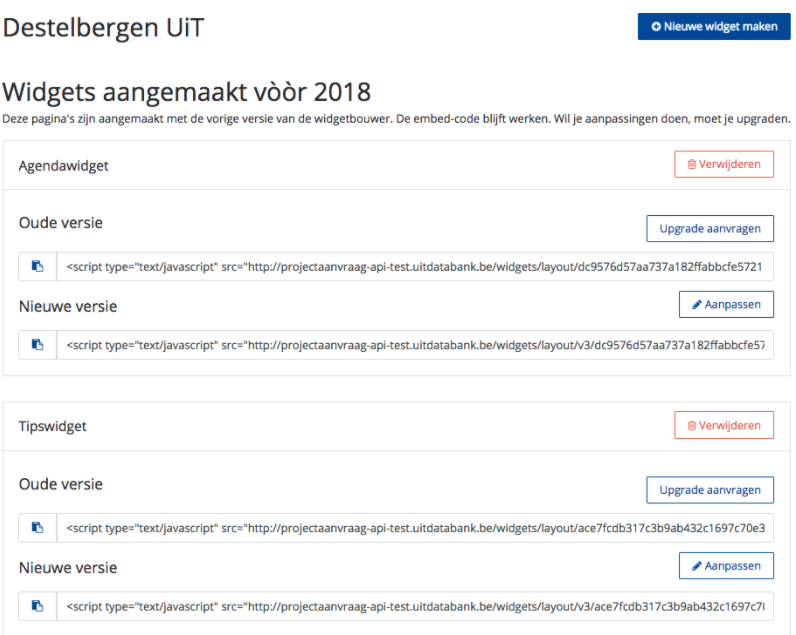 Destelbergen UiT
Nieuwe widget maken
Widgets aangemaakt vòòr 2018
Deze pagina's zijn aangemaakt met de vorige versie van de widgetbouwer. De embed-code blijft werken. Wil je aanpassingen doen, moet je upgraden.
Agendawidget
Verwijderen
Oude versie
Upgrade aanvragen
<script type="text/javascript" src="http://projectaanvraag-api-test.uitdatabank.be/widgets/layout/dc9576d57aa737a182ffabbcfe5721
Nieuwe versie
Aanpassen
<script type="text/javascript" src="http://projectaanvraag-api-test.uitdatabank.be/widgets/layout/v3/dc9576d57aa737a182ffabbcfe57
Tipswidget
Verwijderen
Oude versie
Upgrade aanvragen
<script type="text/javascript" src="http://projectaanvraag-api-test.uitdatabank.be/widgets/layout/ace7fcdb317c3b9ab432c1697c70e3
Nieuwe versie
Aanpassen
<script type="text/javascript" src="http://projectaanvraag-api-test.uitdatabank.be/widgets/layout/v3/ace7fcdb317c3b9ab432c1697c7